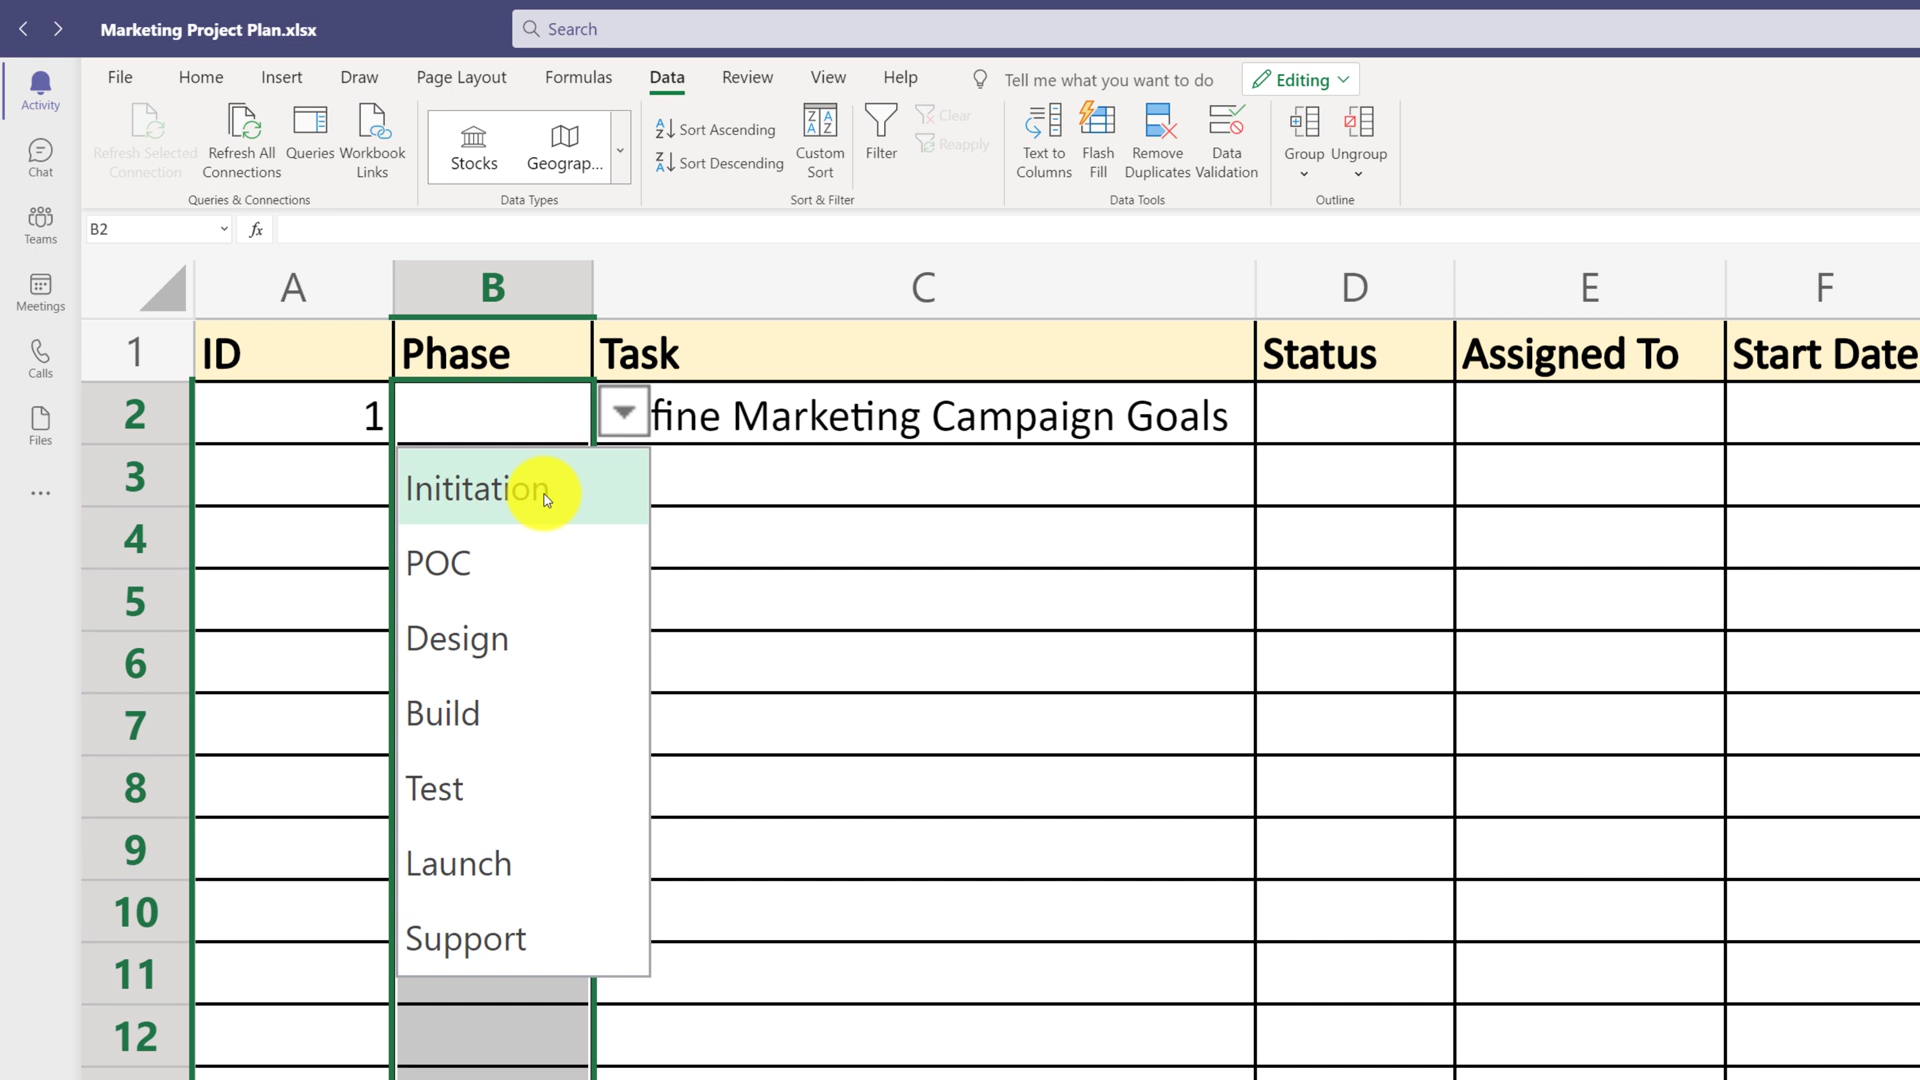 Marketing Project Plan.xlsx
Search
File Home Insert Draw Page Layout Formulas Data Review View Help Tell me what you want to do Editing
Activity
Chat
Teams
Meetings
Calls
Files
Refresh Selected Connection
Refresh All Connections
Queries
Workbook Links
Queries & Connections
Stocks
Geograp...
Data Types
Sort Ascending
Sort Descending
Custom Sort
Filter
Clear
Reapply
Sort & Filter
Text to Columns
Flash Fill
Remove Duplicates
Data Validation
Data Tools
Group
Ungroup
Outline
B2 fx
A B C D E F
1 ID Phase Task Status Assigned To Start Date
2 1 fine Marketing Campaign Goals
3
4
5
6
7
8
9
10
11
12
Inititation
POC
Design
Build
Test
Launch
Support